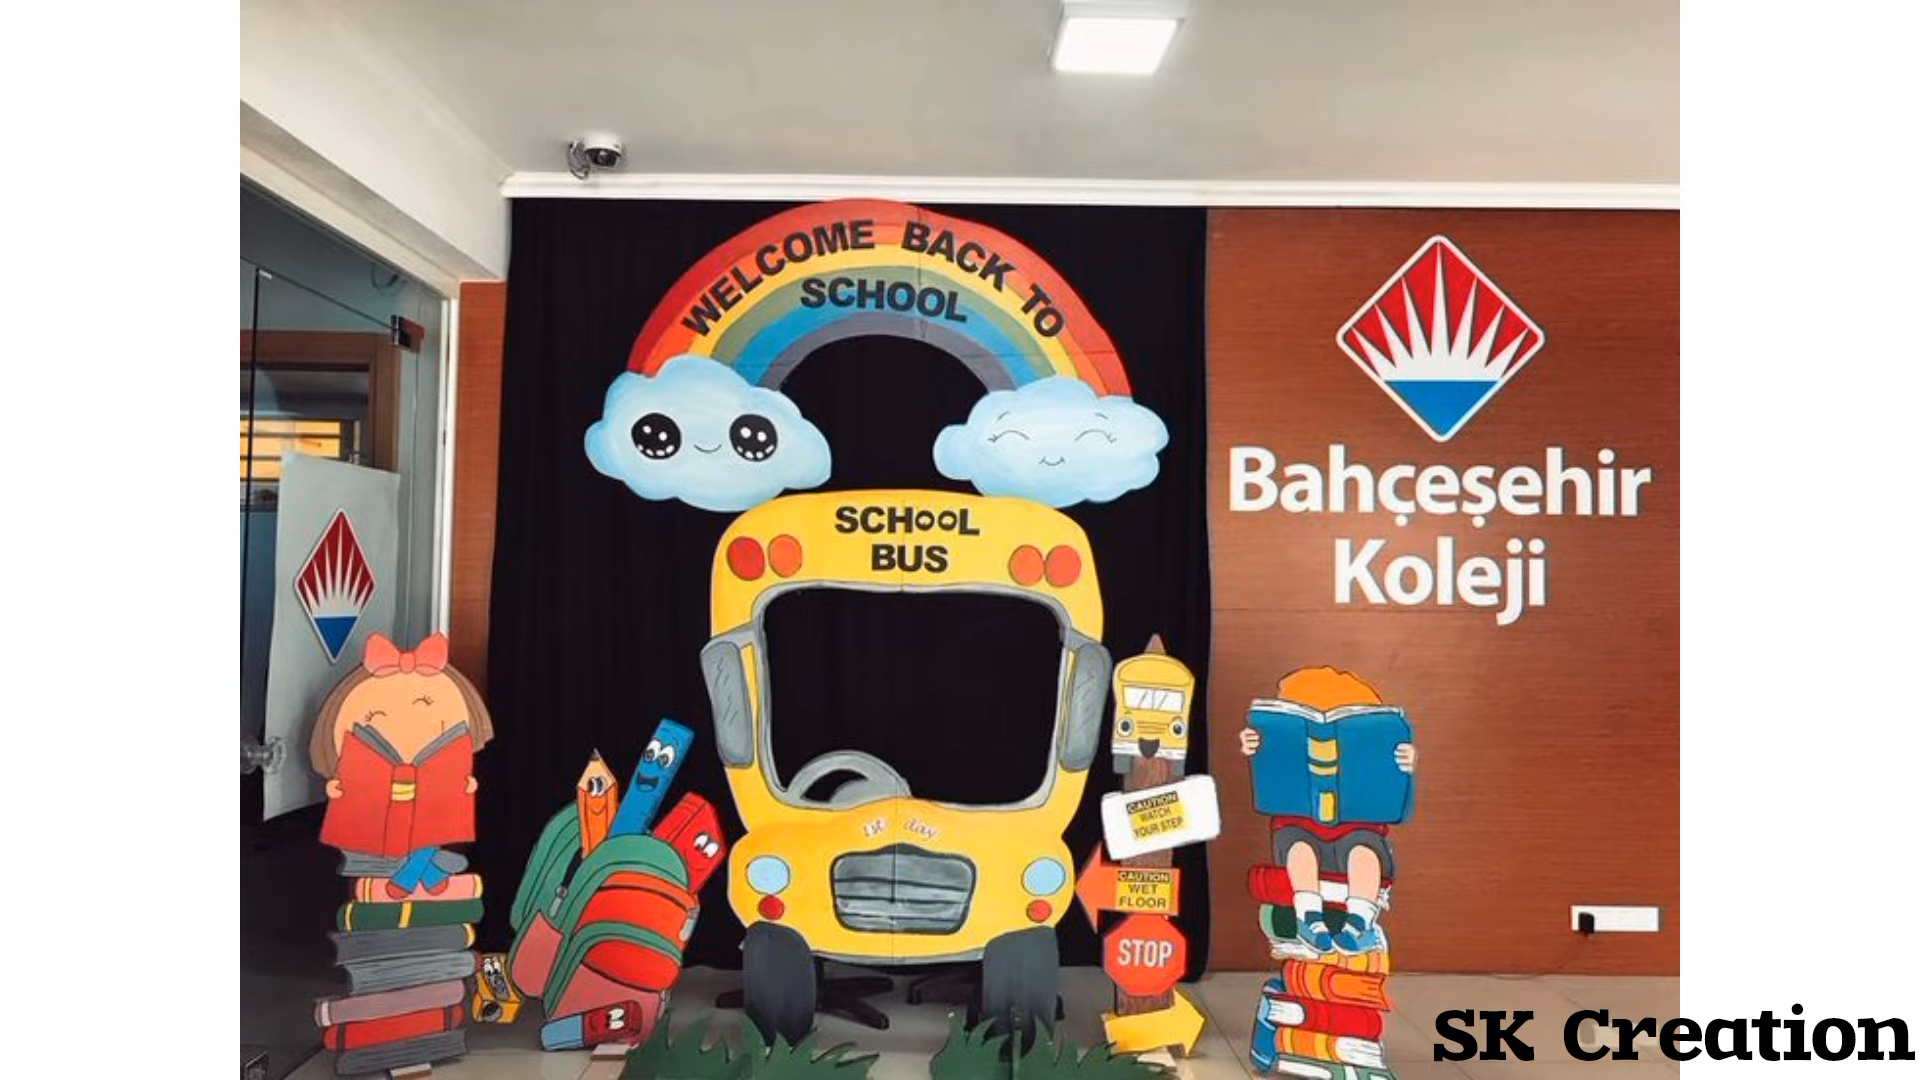 WELCOME BACK TO
SCHOOL
SCHOOL
BUS
1st day
Bahçeşehir
Koleji
CAUTION
WATCH
YOUR STEP
CAUTION
WET
FLOOR
STOP
SK Creation